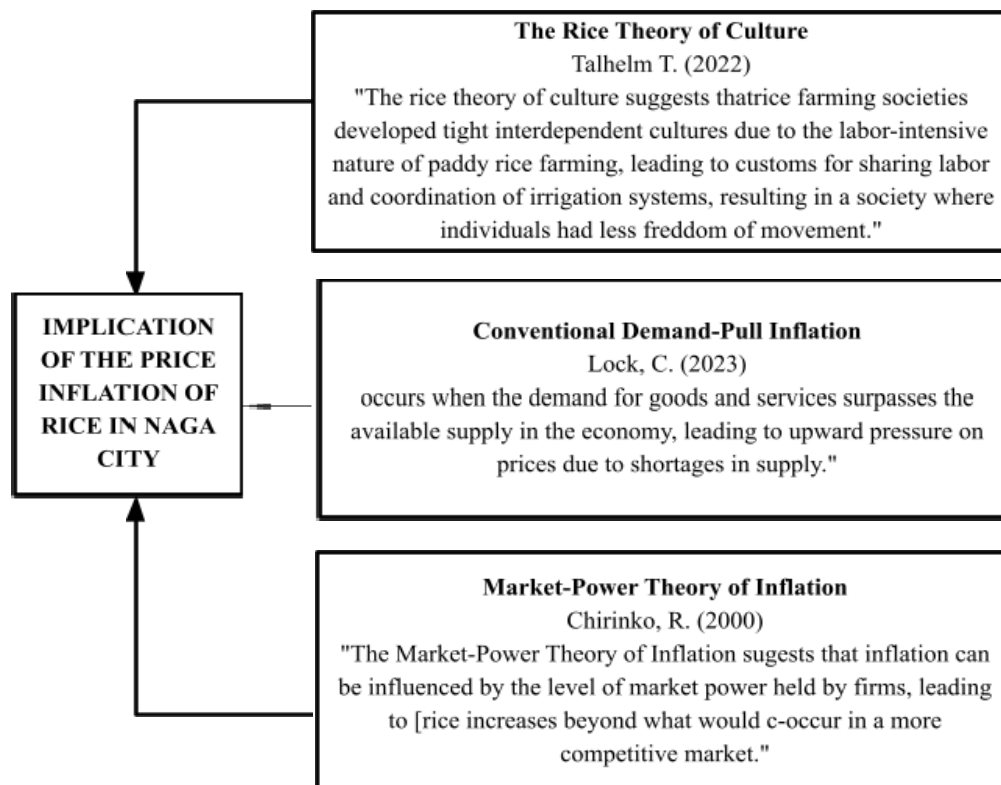 The Rice Theory of Culture
Talhelm T. (2022)
"The rice theory of culture suggests thatrice farming societies
developed tight interdependent cultures due to the labor-intensive
nature of paddy rice farming, leading to customs for sharing labor
and coordination of irrigation systems, resulting in a society where
individuals had less freddom of movement."
IMPLICATION
OF THE PRICE
INFLATION OF
RICE IN NAGA
CITY
Conventional Demand-Pull Inflation
Lock, C. (2023)
occurs when the demand for goods and services surpasses the
available supply in the economy, leading to upward pressure on
prices due to shortages in supply."
Market-Power Theory of Inflation
Chirinko, R. (2000)
"The Market-Power Theory of Inflation sugests that inflation can
be influenced by the level of market power held by firms, leading
to [rice increases beyond what would c-occur in a more
competitive market."